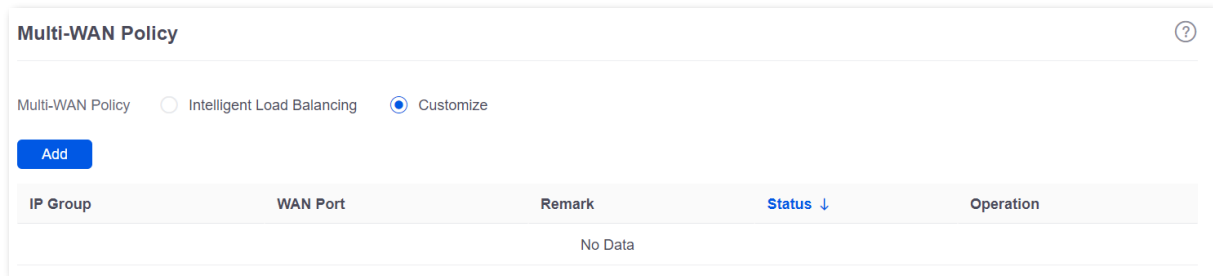 Multi-WAN Policy
?
Multi-WAN Policy Intelligent Load Balancing Customize
Add
IP Group WAN Port Remark Status ↓ Operation
No Data